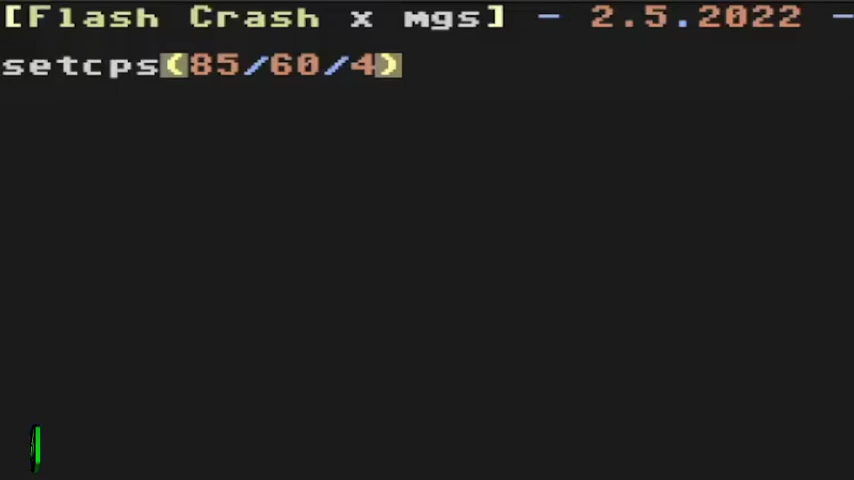 [Flash Crash x mgs] - 2.5.2022 -
setcps(85/60/4)